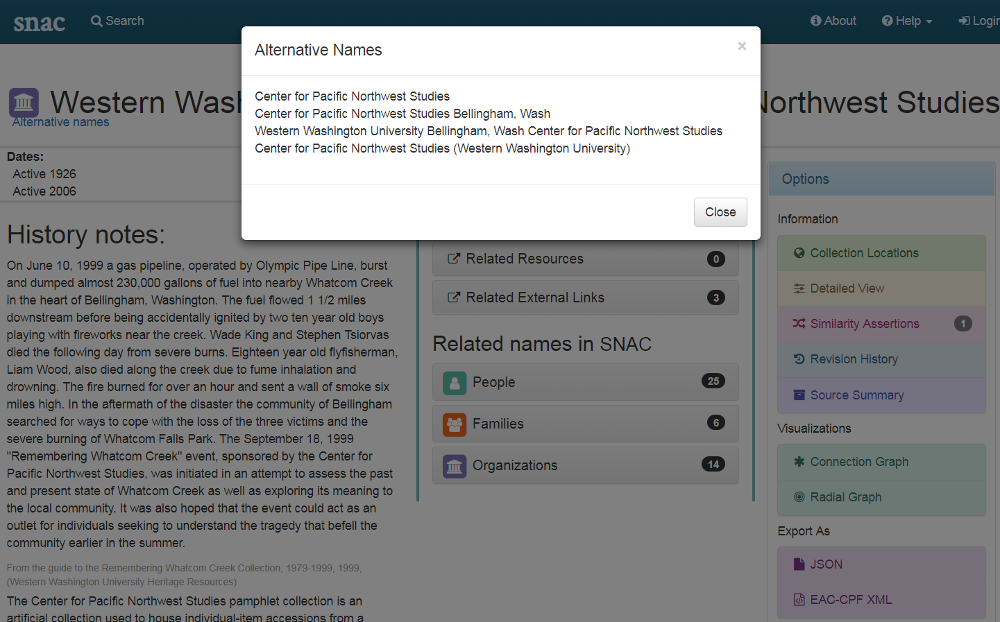 snac
Search
About
Help
Login
Alternative Names
×
Center for Pacific Northwest Studies
Center for Pacific Northwest Studies Bellingham, Wash
Western Washington University Bellingham, Wash Center for Pacific Northwest Studies
Center for Pacific Northwest Studies (Western Washington University)
Close
Western Northwest Studies
Alternative names
Dates:
Active 1926
Active 2006
History notes:
On June 10, 1999 a gas pipeline, operated by Olympic Pipe Line, burst
and dumped almost 230,000 gallons of fuel into nearby Whatcom Creek
in the heart of Bellingham, Washington. The fuel flowed 1 1/2 miles
downstream before being accidentally ignited by two ten year old boys
playing with fireworks near the creek. Wade King and Stephen Tsiorvas
died the following day from severe burns. Eighteen year old flyfisherman,
Liam Wood, also died along the creek due to fume inhalation and
drowning. The fire burned for over an hour and sent a wall of smoke six
miles high. In the aftermath of the disaster the community of Bellingham
searched for ways to cope with the loss of the three victims and the
severe burning of Whatcom Falls Park. The September 18, 1999
"Remembering Whatcom Creek" event, sponsored by the Center for
Pacific Northwest Studies, was initiated in an attempt to assess the past
and present state of Whatcom Creek as well as exploring its meaning to
the local community. It was also hoped that the event could act as an
outlet for individuals seeking to understand the tragedy that befell the
community earlier in the summer.
From the guide to the Remembering Whatcom Creek Collection, 1979-1999, 1999,
(Western Washington University Heritage Resources)
The Center for Pacific Northwest Studies pamphlet collection is an
artificial collection used to house individual-item accessions from a
Related Resources 0
Related External Links 3
Related names in SNAC
People 25
Families 6
Organizations 14
Options
Information
Collection Locations
Detailed View
Similarity Assertions 1
Revision History
Source Summary
Visualizations
Connection Graph
Radial Graph
Export As
JSON
EAC-CPF XML